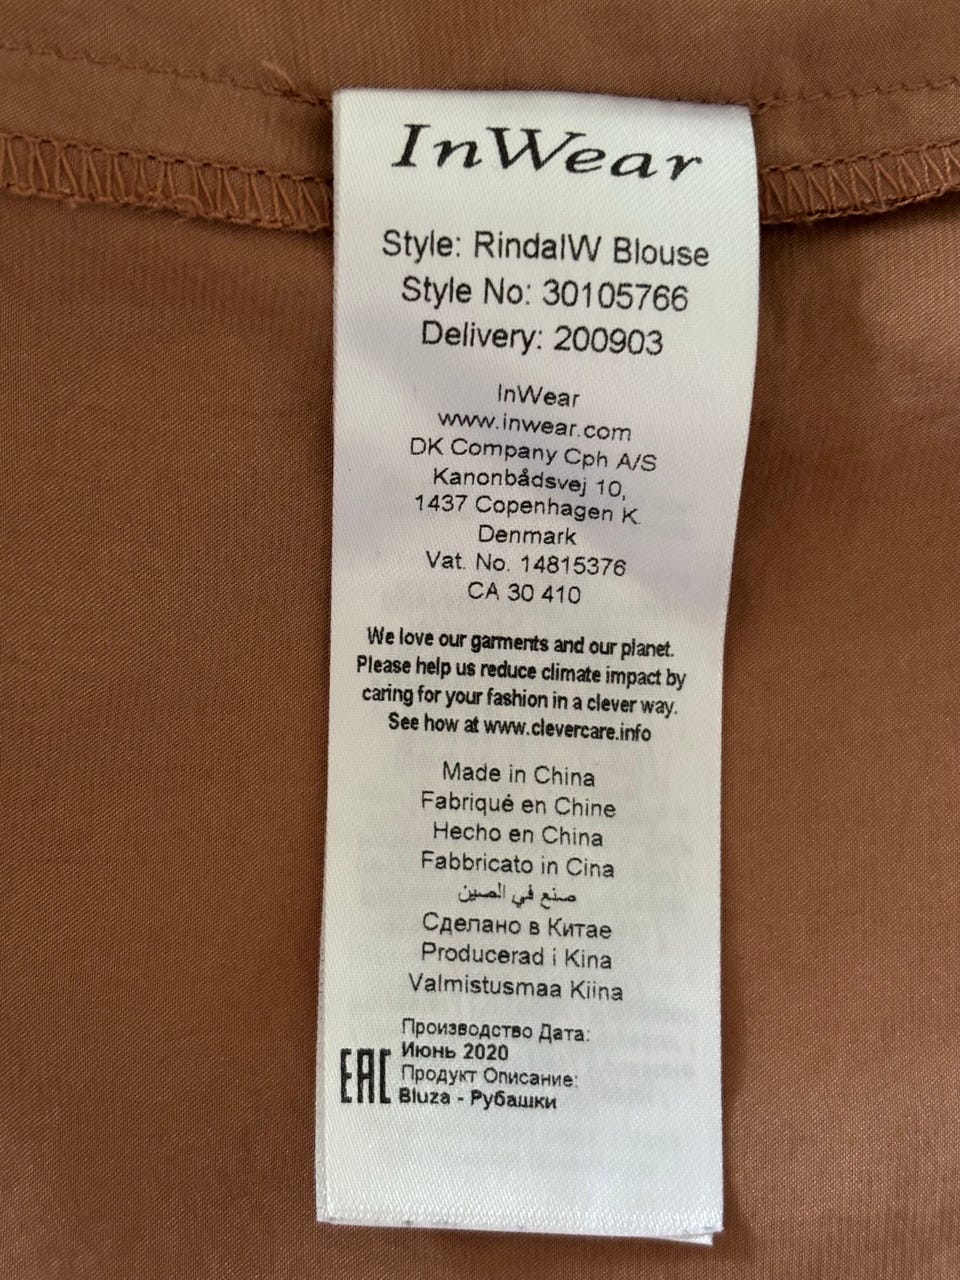 InWear
Style: RindaIW Blouse
Style No: 30105766
Delivery: 200903
InWear
www.inwear.com
DK Company Cph A/S
Kanonbådsvej 10,
1437 Copenhagen K.
Denmark
Vat. No. 14815376
CA 30 410
We love our garments and our planet.
Please help us reduce climate impact by
caring for your fashion in a clever way.
See how at www.clevercare.info
Made in China
Fabriqué en Chine
Hecho en China
Fabbricato in Cina
صنع في الصين
Сделано в Китае
Producerad i Kina
Valmistusmaa Kiina
Производство Дата:
Июнь 2020
EAC Продукт Описание:
Bluza - Рубашки